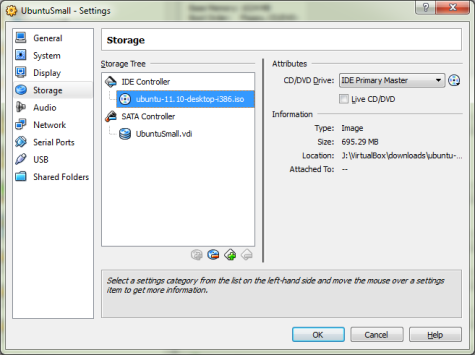 UbuntuSmall - Settings
General
System
Display
Storage
Audio
Network
Serial Ports
USB
Shared Folders
Storage
Storage Tree
IDE Controller
ubuntu-11.10-desktop-i386.iso
SATA Controller
UbuntuSmall.vdi
Attributes
CD/DVD Drive: IDE Primary Master
Live CD/DVD
Information
Type: Image
Size: 695.29 MB
Location: J:\VirtualBox\downloads\ubuntu-...
Attached To: --
Select a settings category from the list on the left-hand side and move the mouse over a settings
item to get more information.
OK Cancel Help